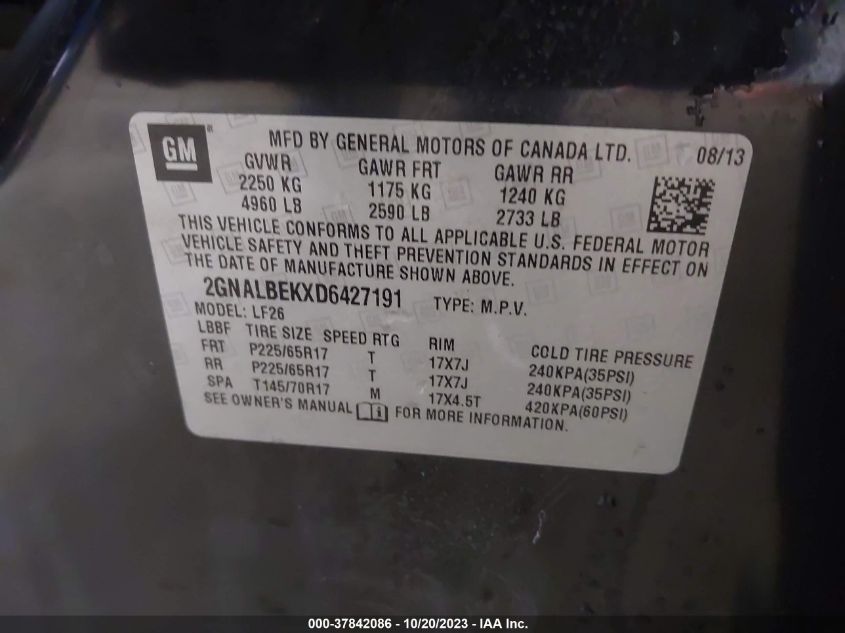 GM®
MFD BY GENERAL MOTORS OF CANADA LTD. 08/13
GVWR GAWR FRT GAWR RR
2250 KG 1175 KG 1240 KG
4960 LB 2590 LB 2733 LB
THIS VEHICLE CONFORMS TO ALL APPLICABLE U.S. FEDERAL MOTOR
VEHICLE SAFETY AND THEFT PREVENTION STANDARDS IN EFFECT ON
THE DATE OF MANUFACTURE SHOWN ABOVE.
2GNALBEKXD6427191 TYPE: M.P.V.
MODEL: LF26
LBBF TIRE SIZE SPEED RTG RIM COLD TIRE PRESSURE
FRT P225/65R17 T 17X7J 240KPA(35PSI)
RR P225/65R17 T 17X7J 240KPA(35PSI)
SPA T145/70R17 M 17X4.5T 420KPA(60PSI)
SEE OWNER'S MANUAL FOR MORE INFORMATION.
000-37842086 - 10/20/2023 - IAA Inc.